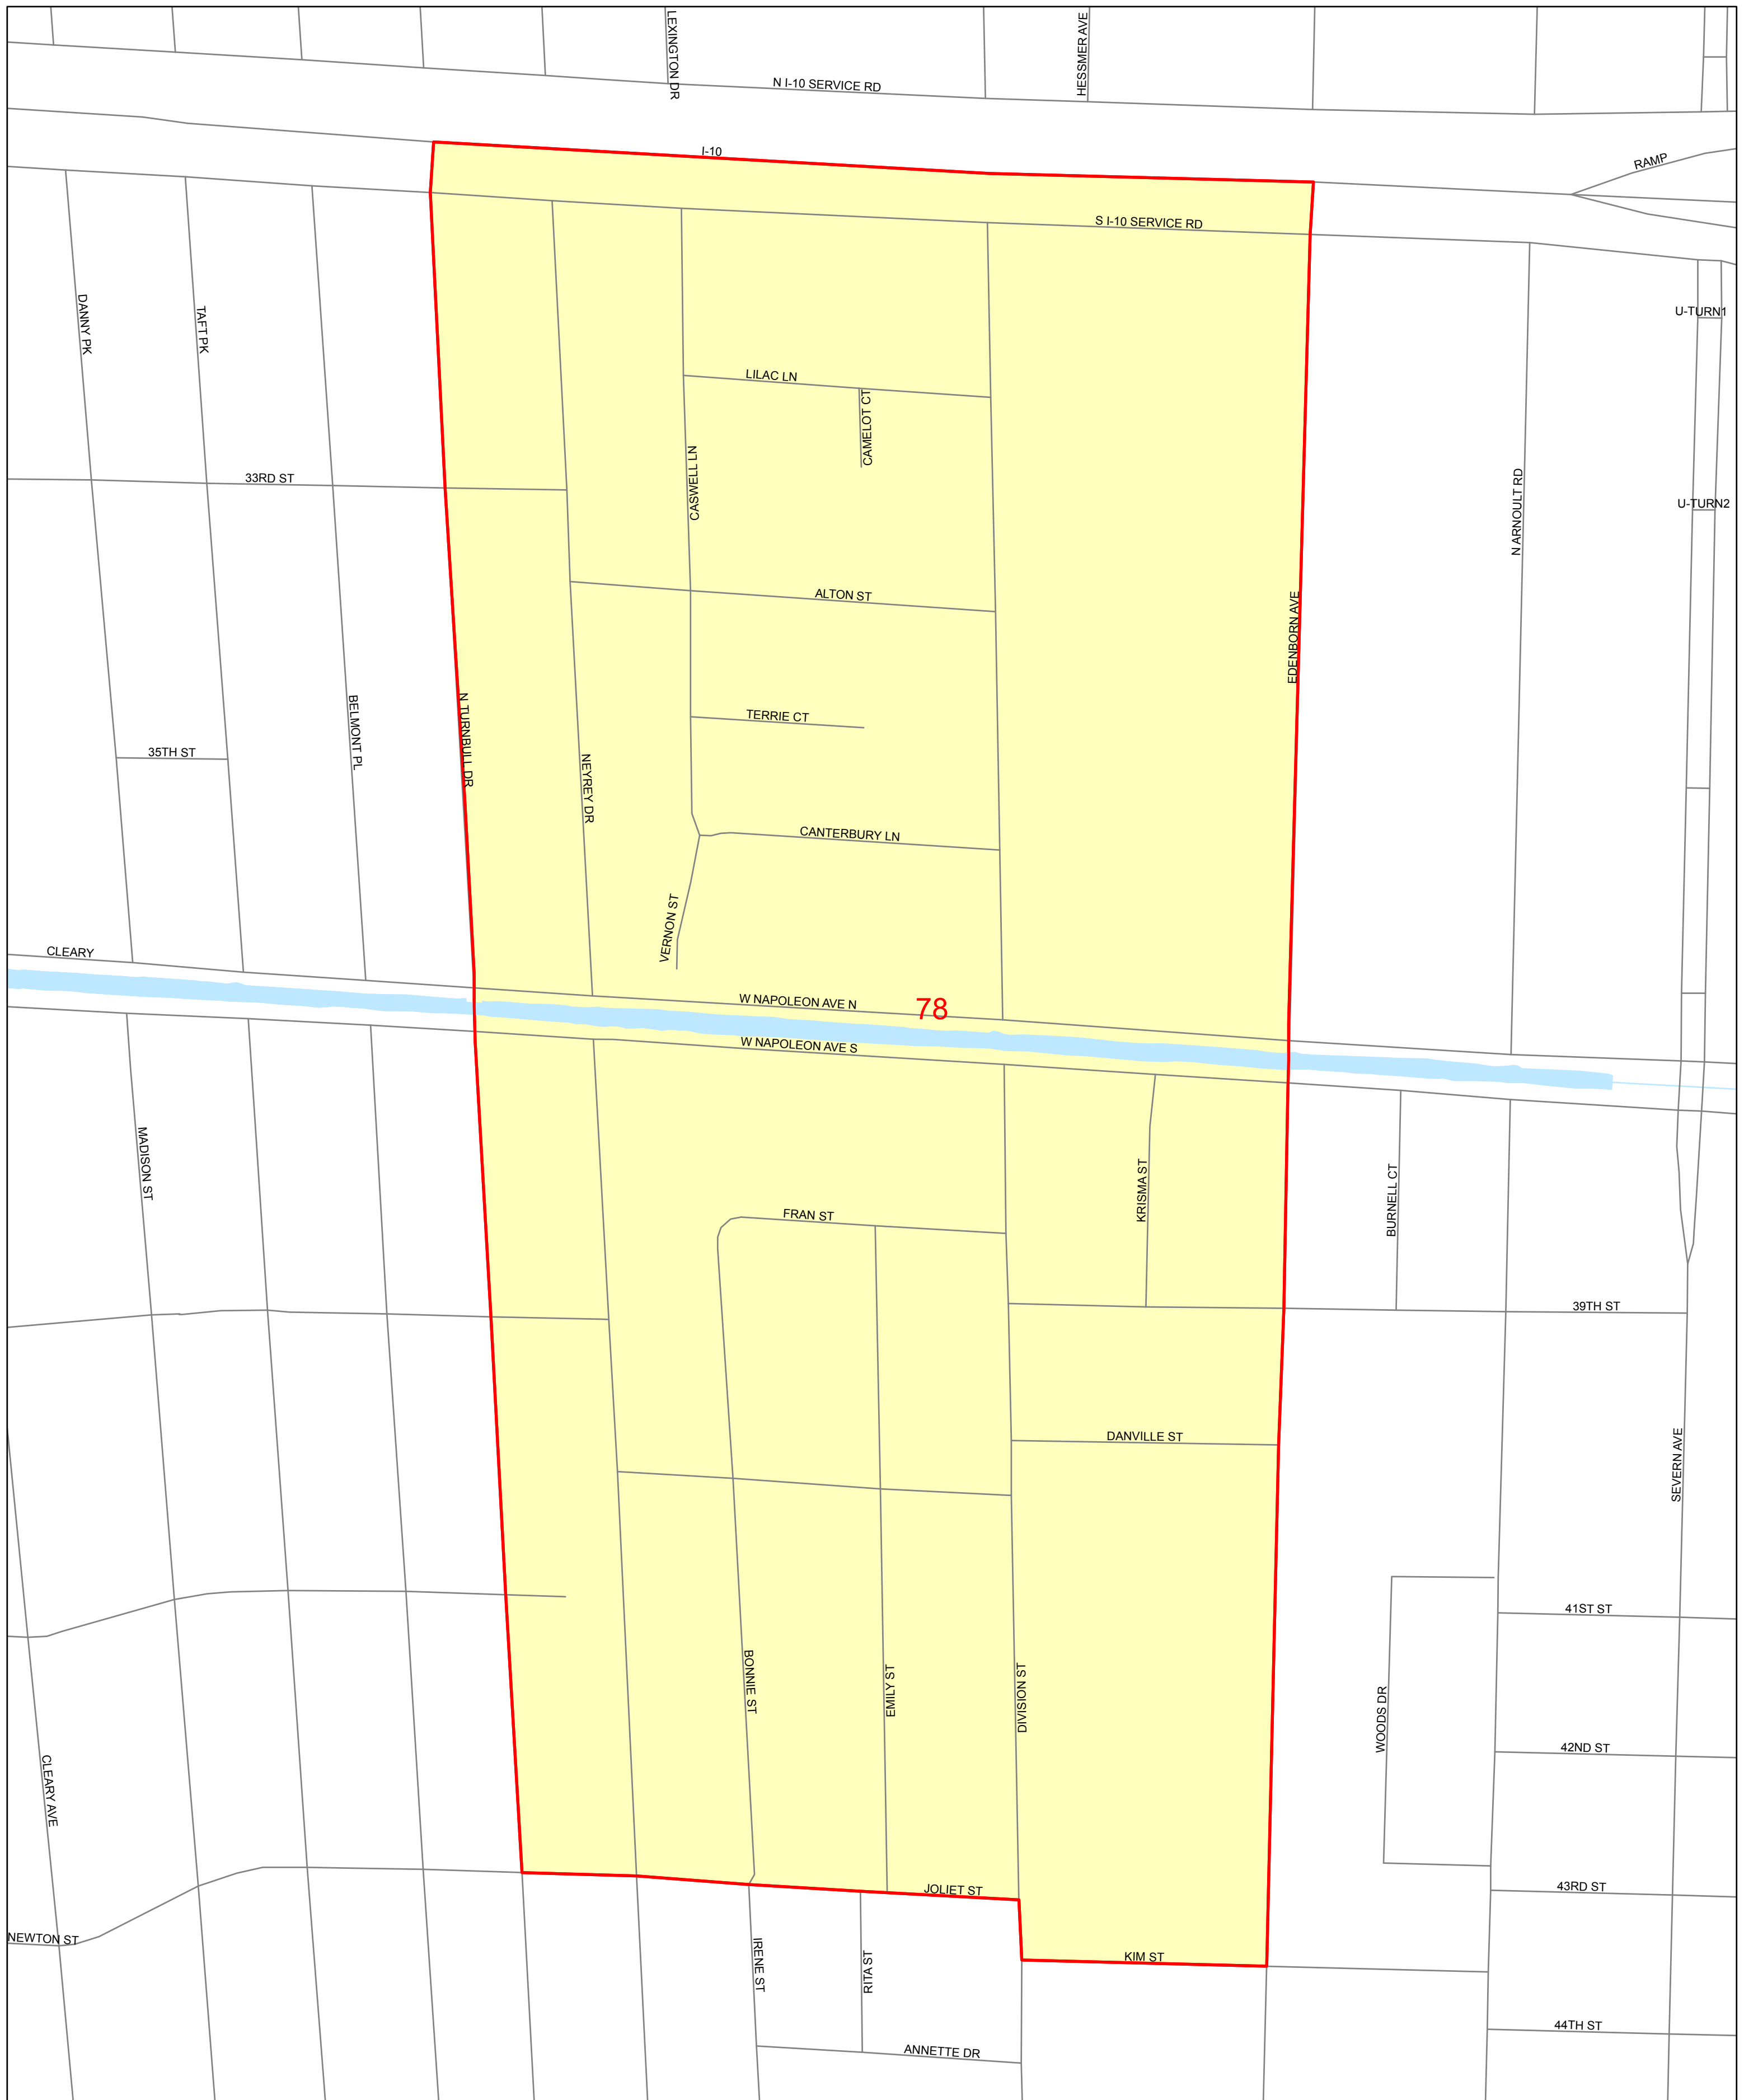 LEXINGTON DR
HESSMER AVE
N I-10 SERVICE RD
I-10
RAMP
S I-10 SERVICE RD
DANNY PK
TAFT PK
U-TURN1
LILAC LN
CAMELOT CT
CASWELL LN
33RD ST
N ARNOULT RD
U-TURN2
ALTON ST
EDENBORN AVE
TERRIE CT
N TURNBULL DR
BELMONT PL
35TH ST
NEYREY DR
CANTERBURY LN
VERNON ST
CLEARY
W NAPOLEON AVE N
78
W NAPOLEON AVE S
MADISON ST
KRISMA ST
BURNELL CT
FRAN ST
39TH ST
DANVILLE ST
SEVERN AVE
41ST ST
BONNIE ST
EMILY ST
DIVISION ST
WOODS DR
42ND ST
CLEARY AVE
43RD ST
JOLIET ST
NEWTON ST
IRENE ST
RITA ST
KIM ST
44TH ST
ANNETTE DR